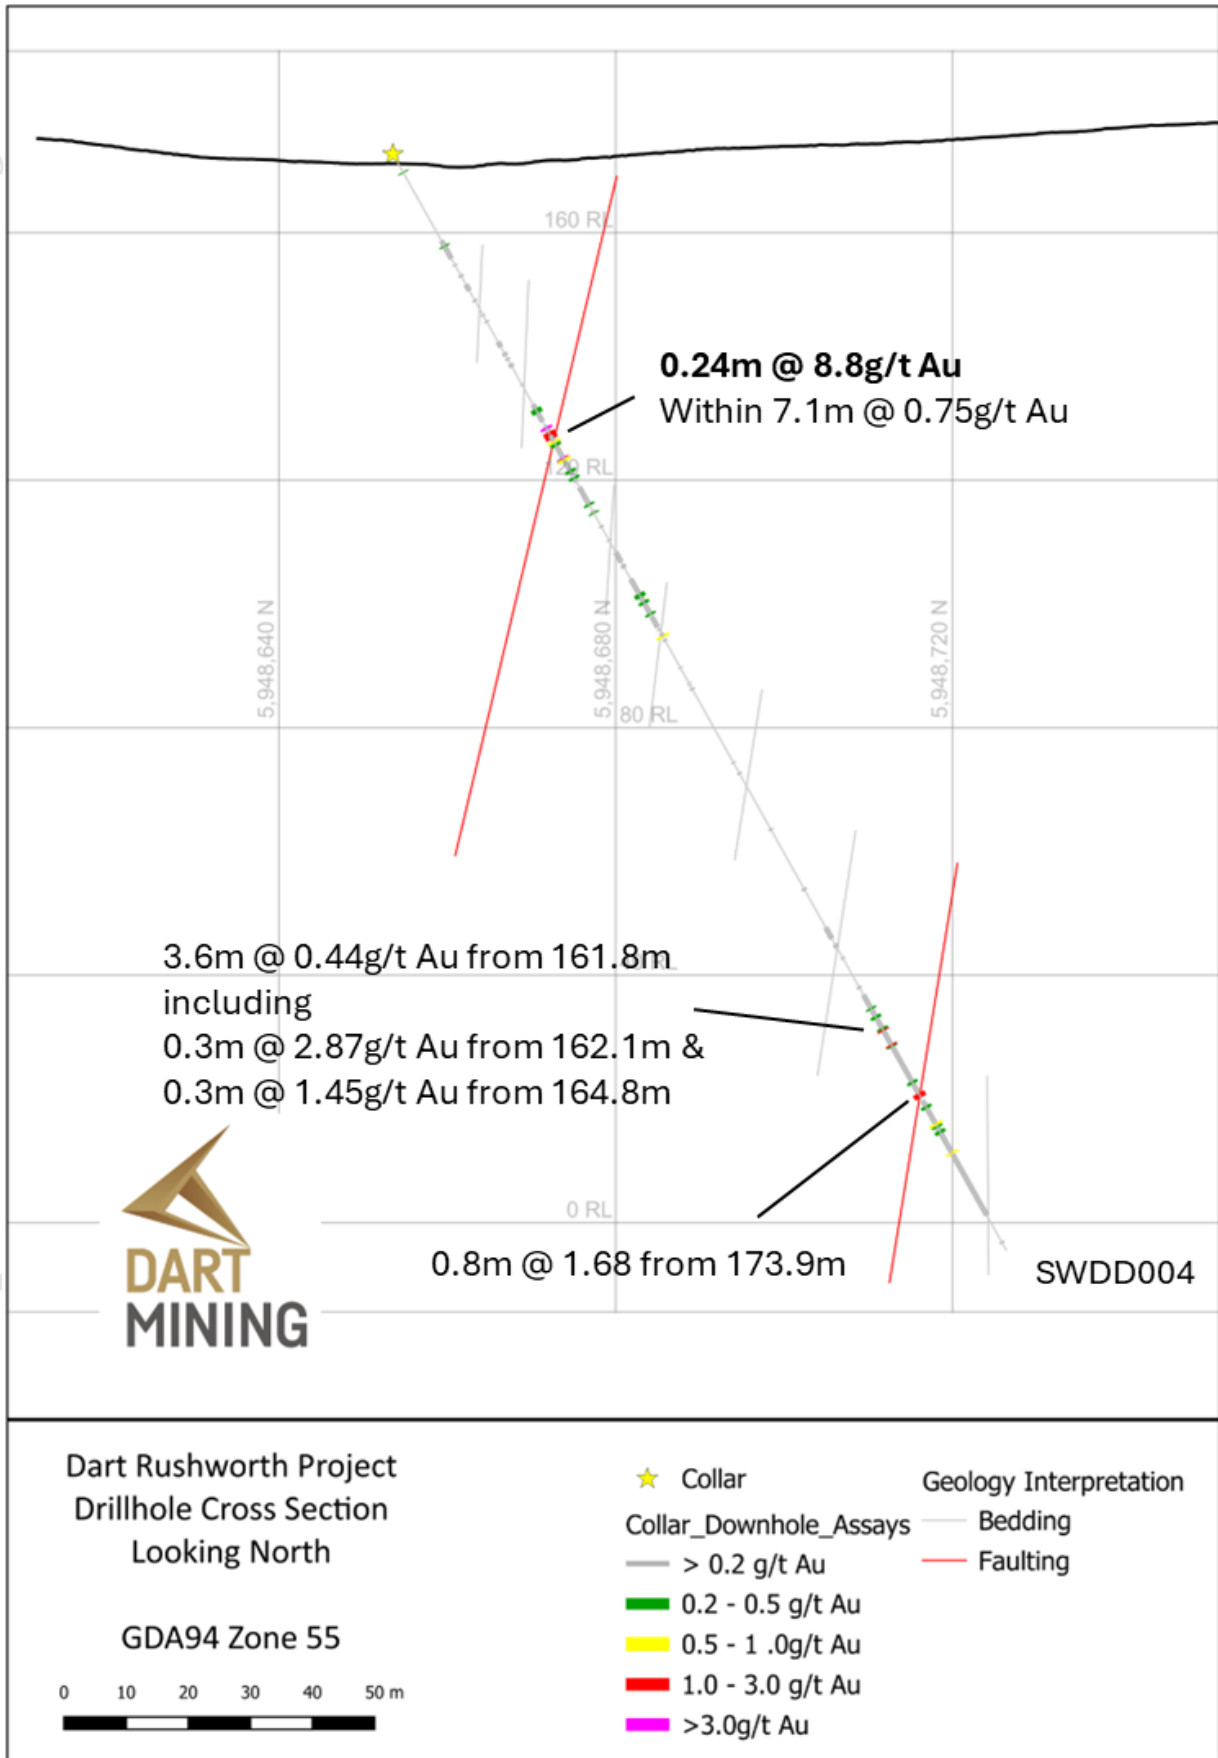 160 RL
0.24m @ 8.8g/t Au
Within 7.1m @ 0.75g/t Au
120 RL
5,948,640 N
5,948,680 N
5,948,720 N
80 RL
3.6m @ 0.44g/t Au from 161.8m
including
0.3m @ 2.87g/t Au from 162.1m &
0.3m @ 1.45g/t Au from 164.8m
RL
0 RL
0.8m @ 1.68 from 173.9m
SWDD004
DART
MINING
Dart Rushworth Project
Drillhole Cross Section
Looking North
GDA94 Zone 55
0 10 20 30 40 50 m
Collar
Collar_Downhole_Assays
> 0.2 g/t Au
0.2 - 0.5 g/t Au
0.5 - 1 .0g/t Au
1.0 - 3.0 g/t Au
>3.0g/t Au
Geology Interpretation
Bedding
Faulting